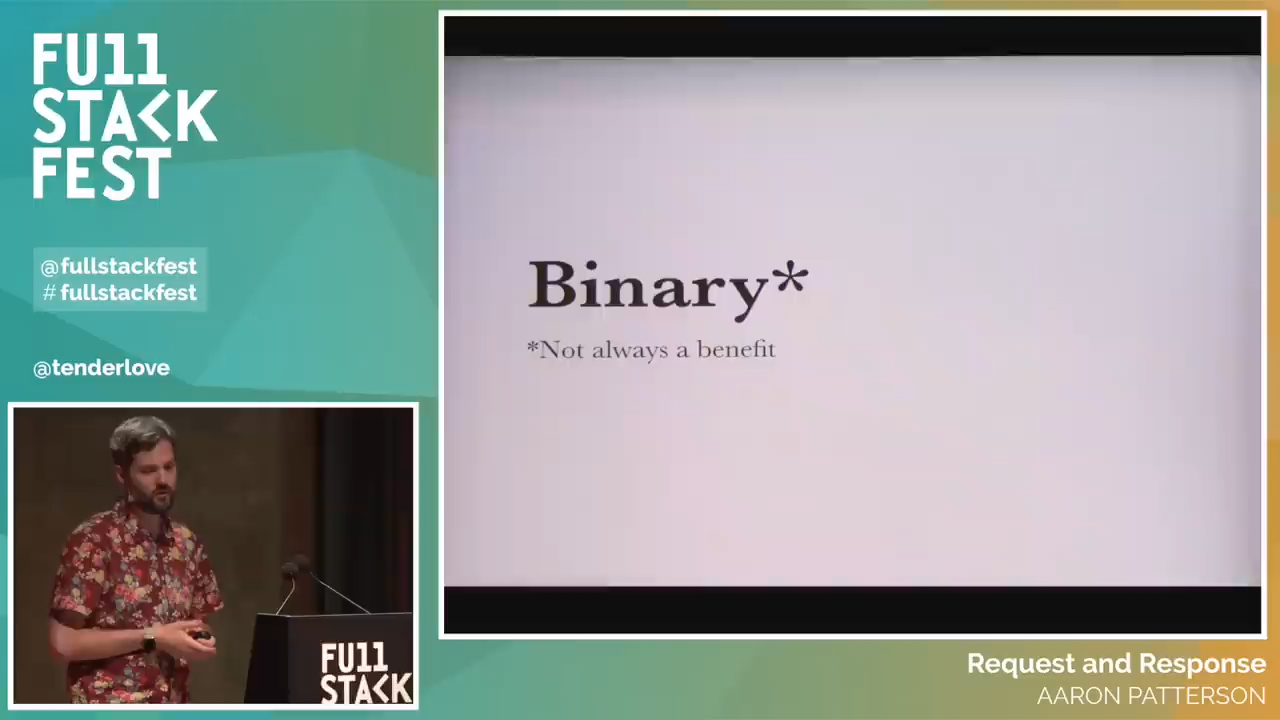 FU11
STACK
FEST
@fullstackfest
# fullstackfest
@tenderlove
Binary*
*Not always a benefit
FU11
STACK
Request and Response
AARON PATTERSON